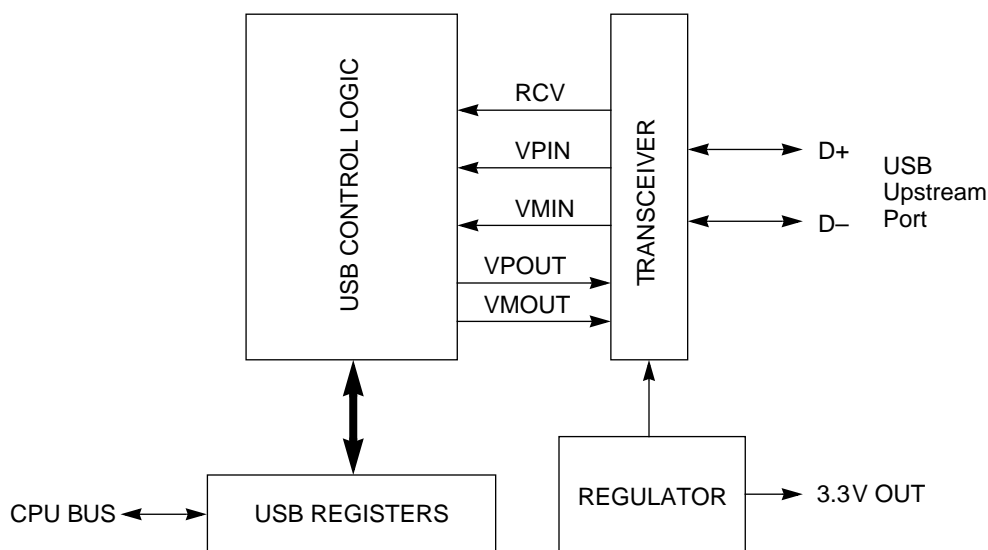 USB CONTROL LOGIC
RCV
VPIN
VMIN
VPOUT
VMOUT
TRANSCEIVER
D+
D–
USB
Upstream
Port
CPU BUS
USB REGISTERS
REGULATOR
3.3V OUT